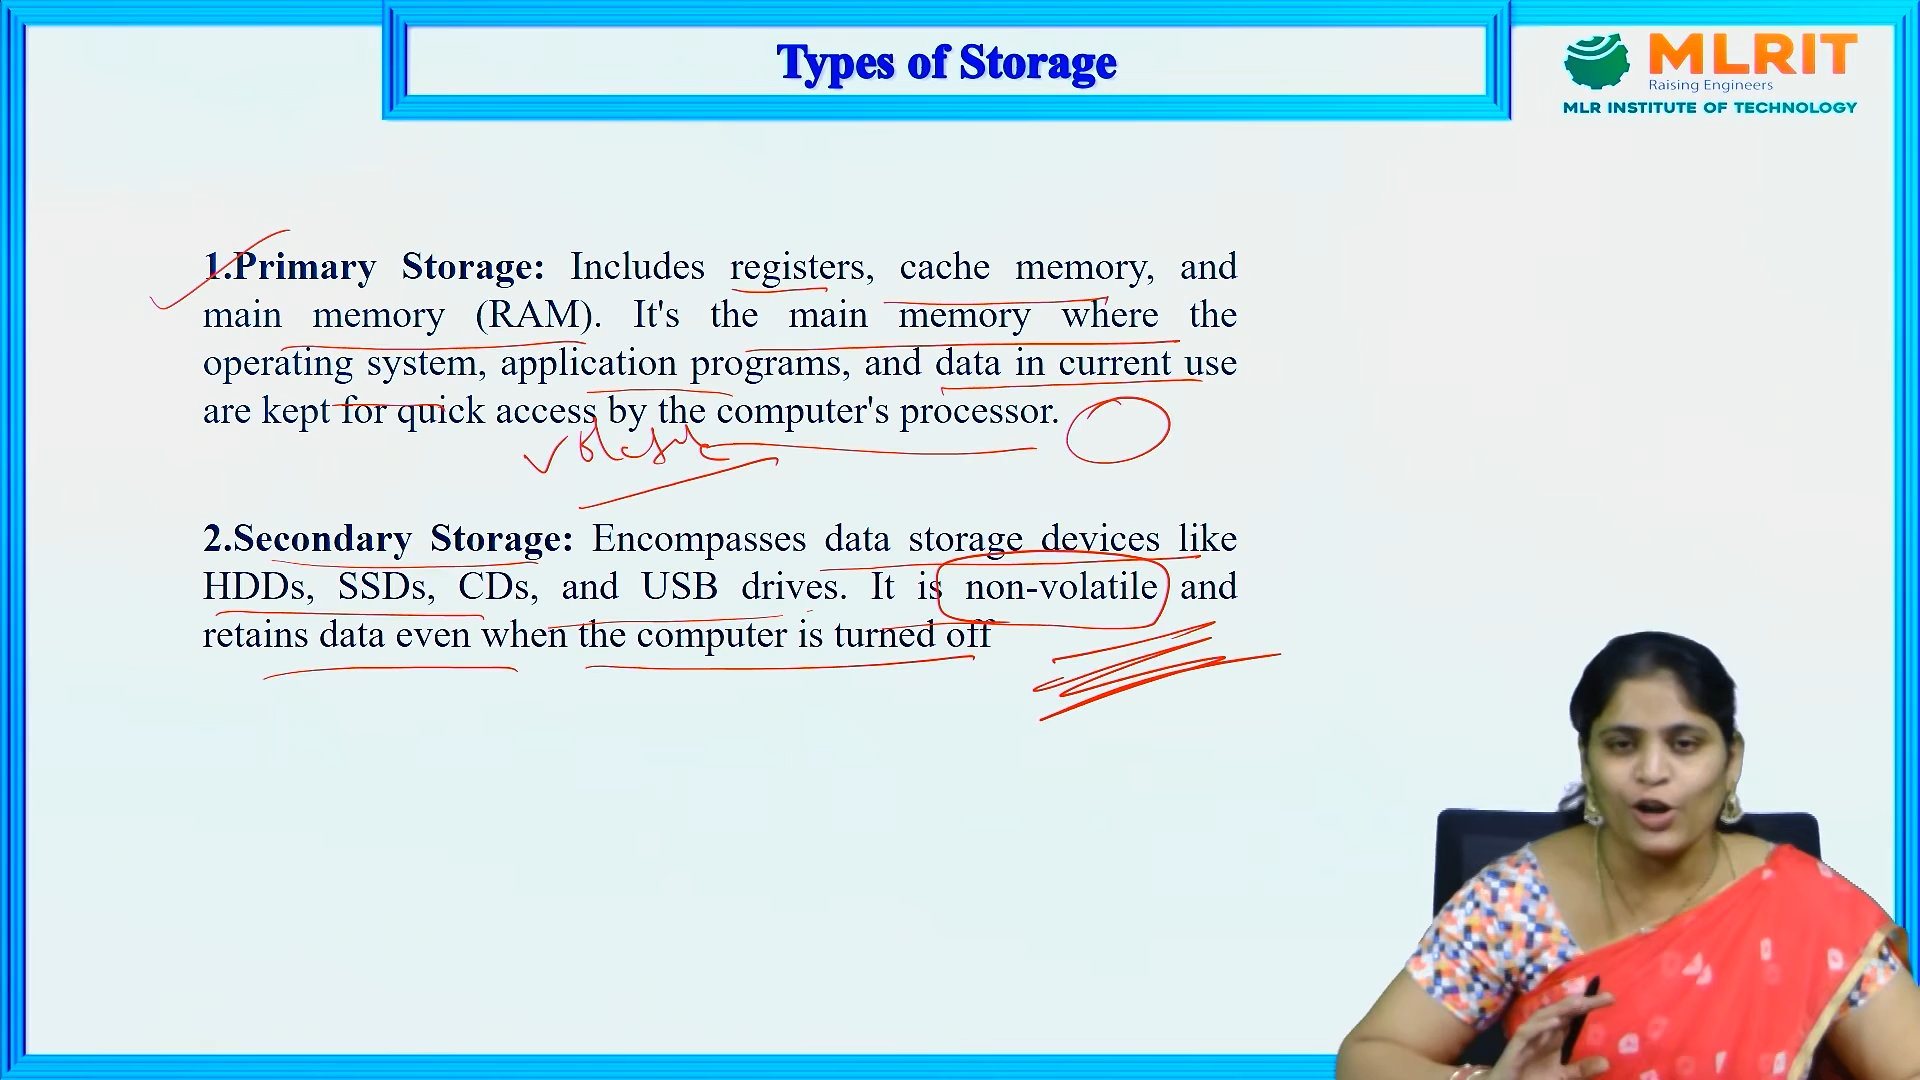 Types of Storage
MLRIT
Raising Engineers
MLR INSTITUTE OF TECHNOLOGY
1.Primary Storage: Includes registers, cache memory, and
main memory (RAM). It's the main memory where the
operating system, application programs, and data in current use
are kept for quick access by the computer's processor.
2.Secondary Storage: Encompasses data storage devices like
HDDs, SSDs, CDs, and USB drives. It is non-volatile and
retains data even when the computer is turned off